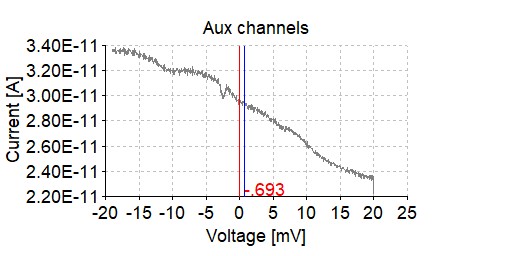 Aux channels
3.40E-11
3.20E-11
3.00E-11
2.80E-11
2.60E-11
2.40E-11
2.20E-11
Current [A]
-.693
-20 -15 -10 -5 0 5 10 15 20 25
Voltage [mV]